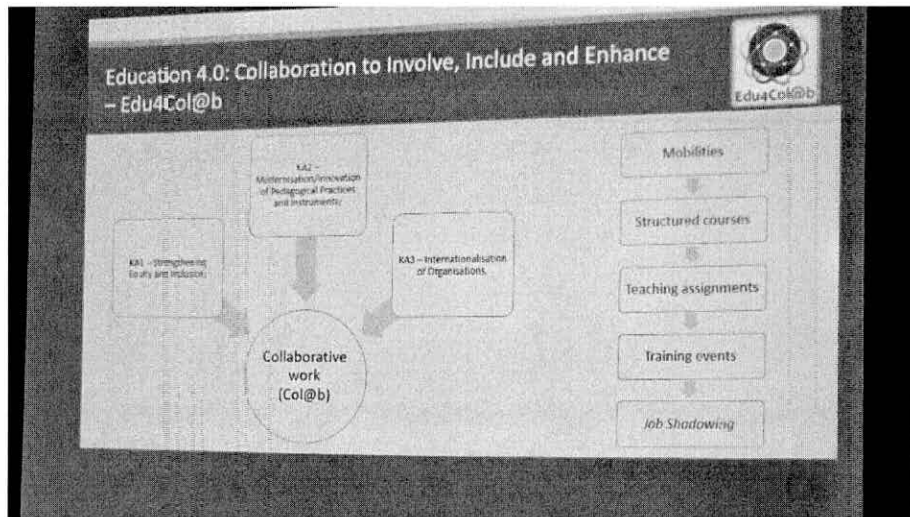 Education 4.0: Collaboration to Involve, Include and Enhance
– Edu4Col@b
Edu4Col@b
KA2 –
Modernisation/Innovation
of Pedagogical Practices
and Instruments;
KA1 – Strengthening
Equity and Inclusion;
KA3 – Internationalisation
of Organisations.
Collaborative
work
(Col@b)
Mobilities
Structured courses
Teaching assignments
Training events
Job Shadowing